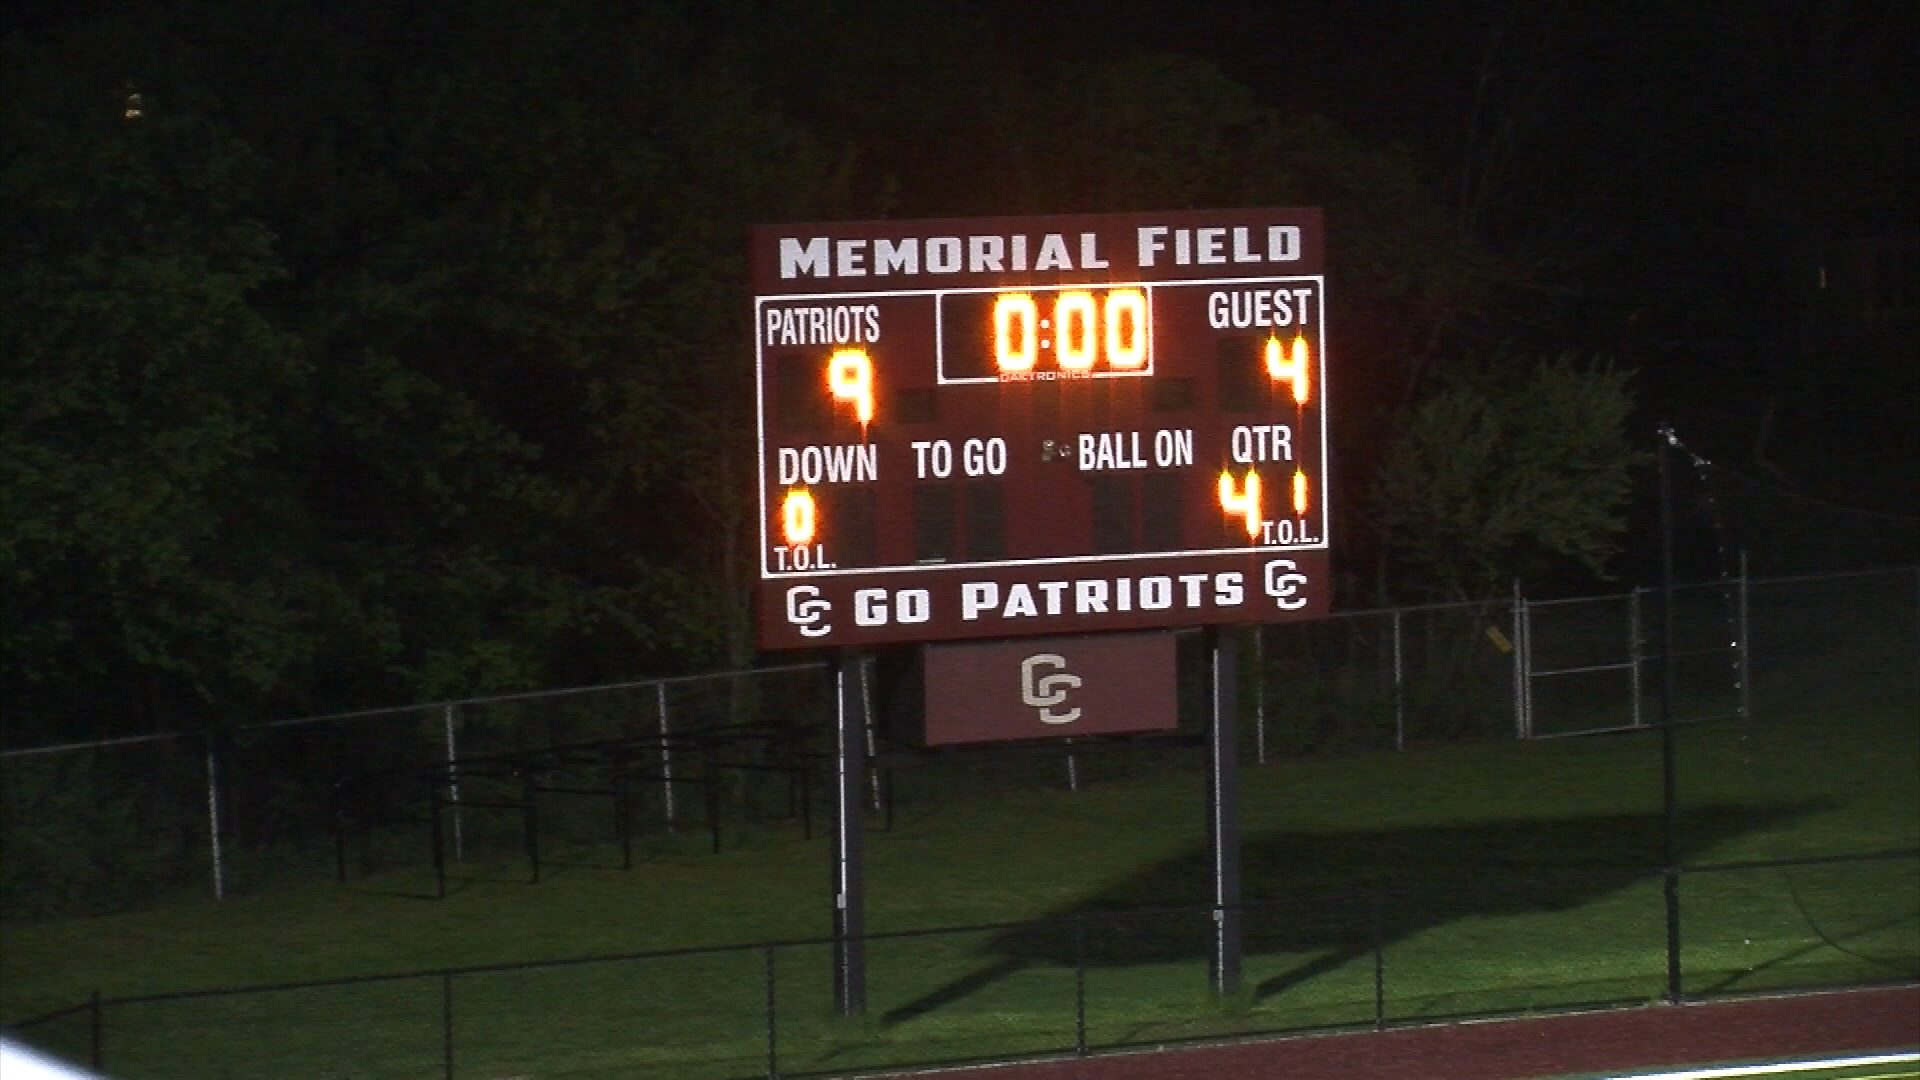 MEMORIAL FIELD
PATRIOTS 0:00 GUEST
DAKTRONICS
9 4
DOWN TO GO BALL ON QTR
0 4 1
T.O.L. T.O.L.
CC GO PATRIOTS CC
CC